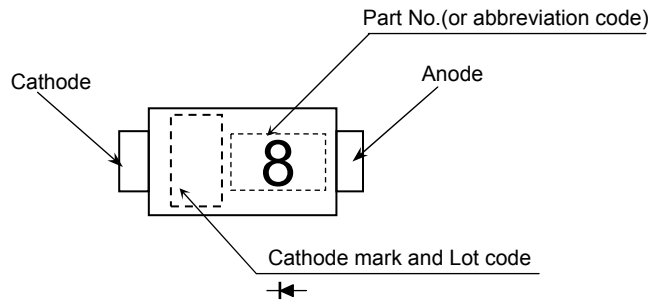 Part No.(or abbreviation code)
Cathode
Anode
8
Cathode mark and Lot code